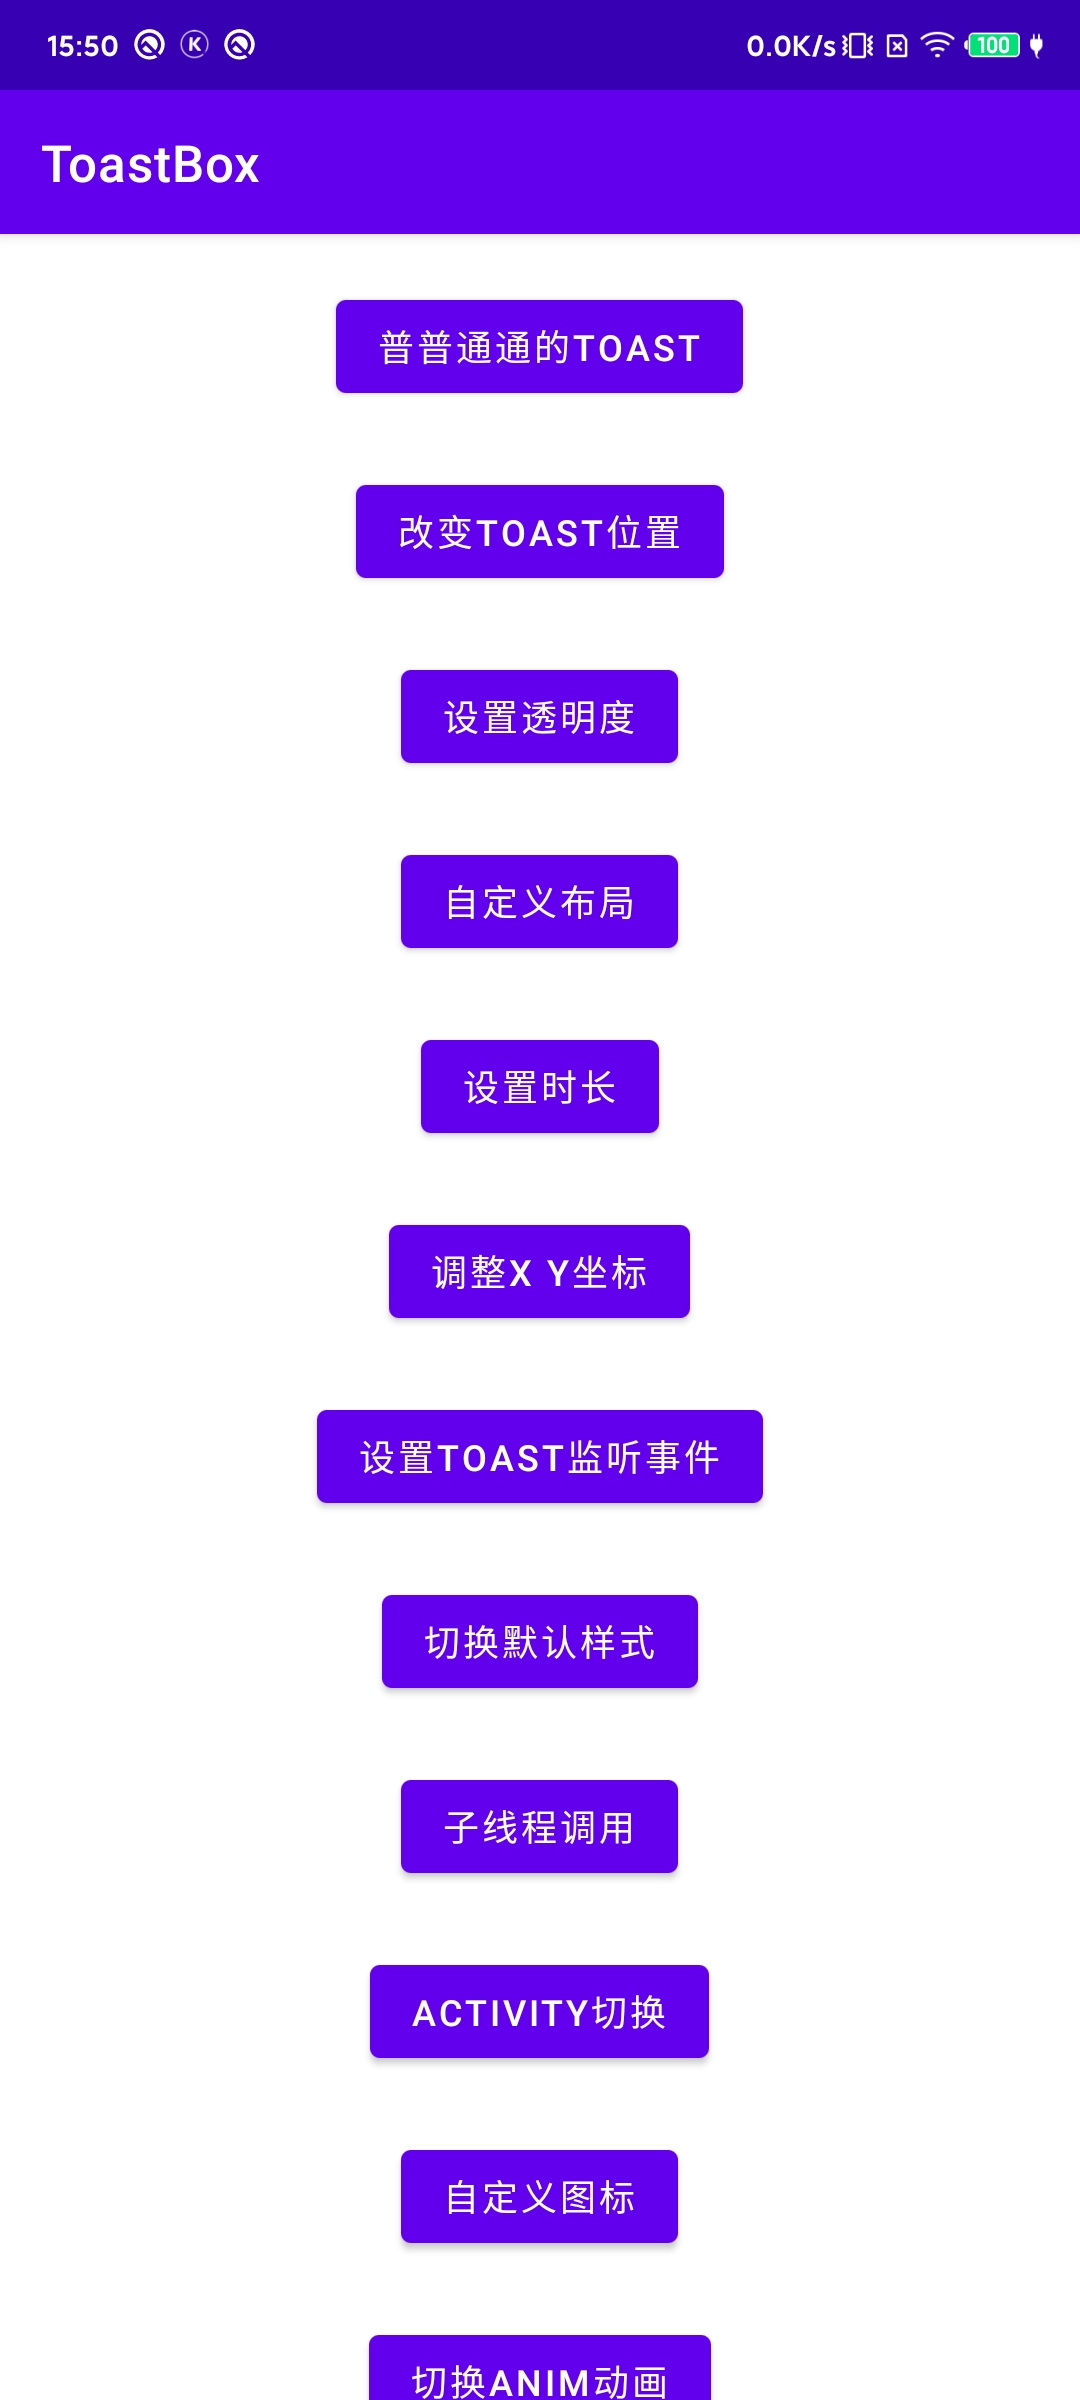 15:50 K 0.0K/s 100
ToastBox
普普通通的TOAST
改变TOAST位置
设置透明度
自定义布局
设置时长
调整X Y坐标
设置TOAST监听事件
切换默认样式
子线程调用
ACTIVITY切换
自定义图标
切换ANIM动画